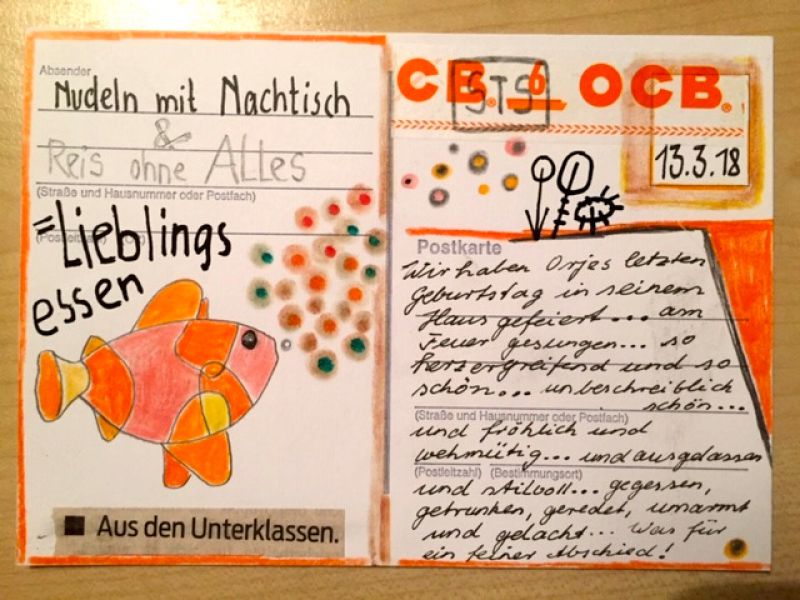 Absender
Nudeln mit Nachtisch
&
Reis ohne Alles
(Straße und Hausnummer oder Postfach)
=Lieblings
essen
Aus den Unterklassen.
CB® 6 OCB®
STS
13.3.18
Postkarte
Wir haben Orjes letzten
Geburtstag in seinem
Haus gefeiert... am
Feuer gesungen... so
herzergreifend und so
schön... unbeschreiblich
schön...
(Straße und Hausnummer oder Postfach)
und fröhlich und
wehmütig... und ausgelassen
(Postleitzahl) (Bestimmungsort)
und stilvoll... gegessen,
getrunken, geredet, umarmt
und gelacht... Was für
ein feiner Abschied!